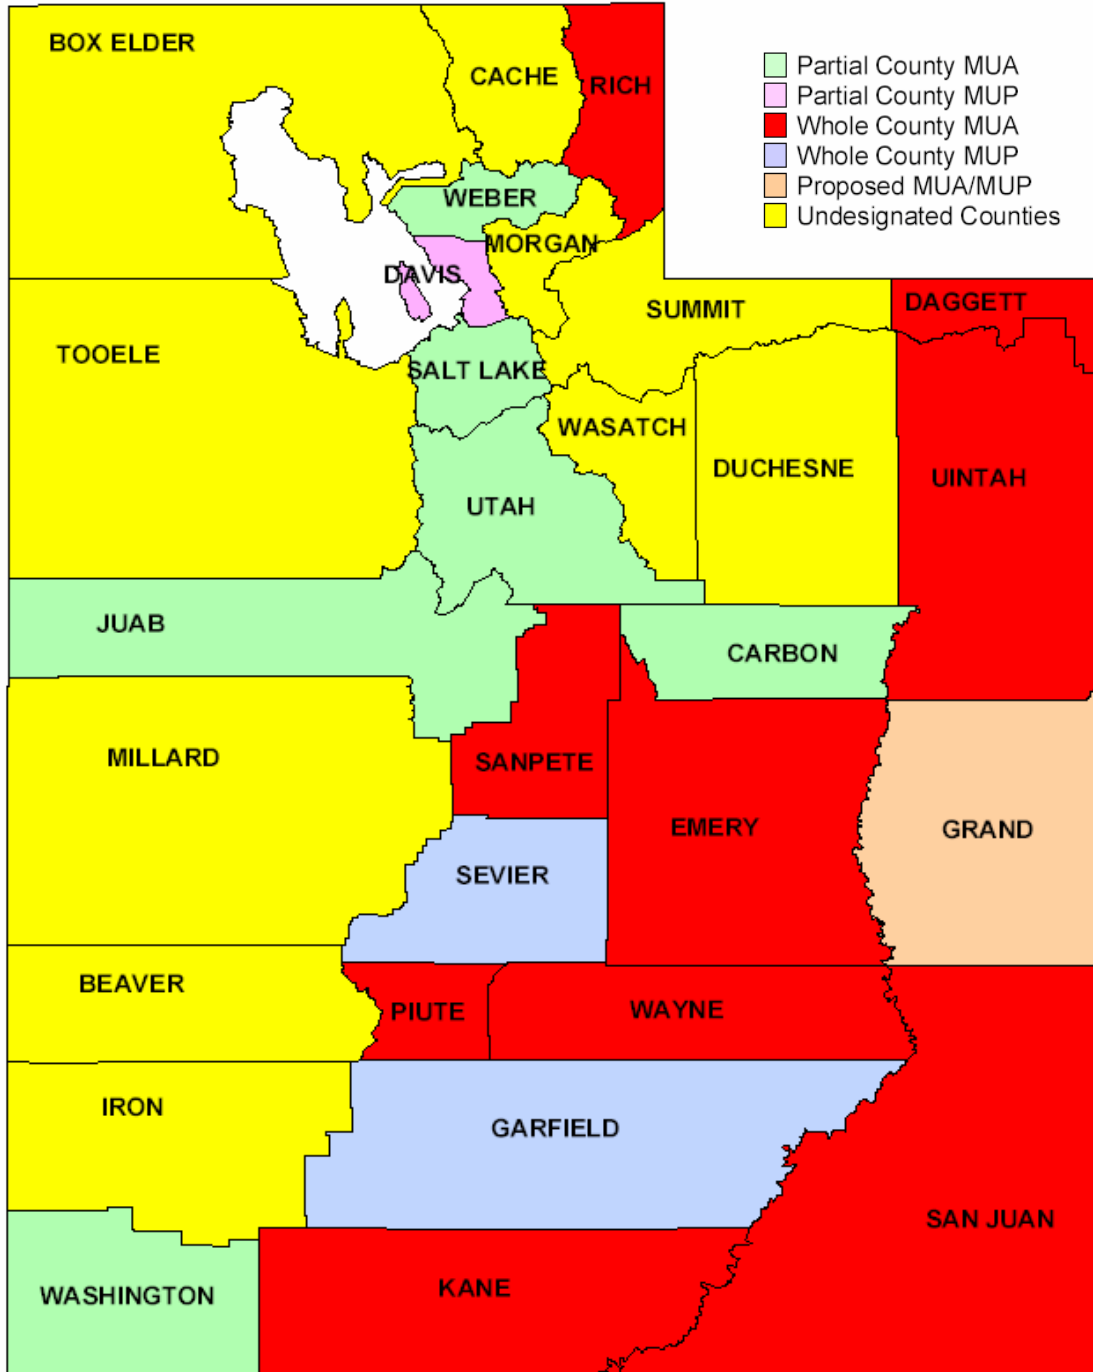 BOX ELDER
CACHE
RICH
Partial County MUA
Partial County MUP
Whole County MUA
Whole County MUP
Proposed MUA/MUP
Undesignated Counties
WEBER
MORGAN
DAVIS
SUMMIT
DAGGETT
TOOELE
SALT LAKE
WASATCH
DUCHESNE
UINTAH
UTAH
JUAB
CARBON
MILLARD
SANPETE
EMERY
GRAND
SEVIER
BEAVER
PIUTE
WAYNE
IRON
GARFIELD
SAN JUAN
WASHINGTON
KANE